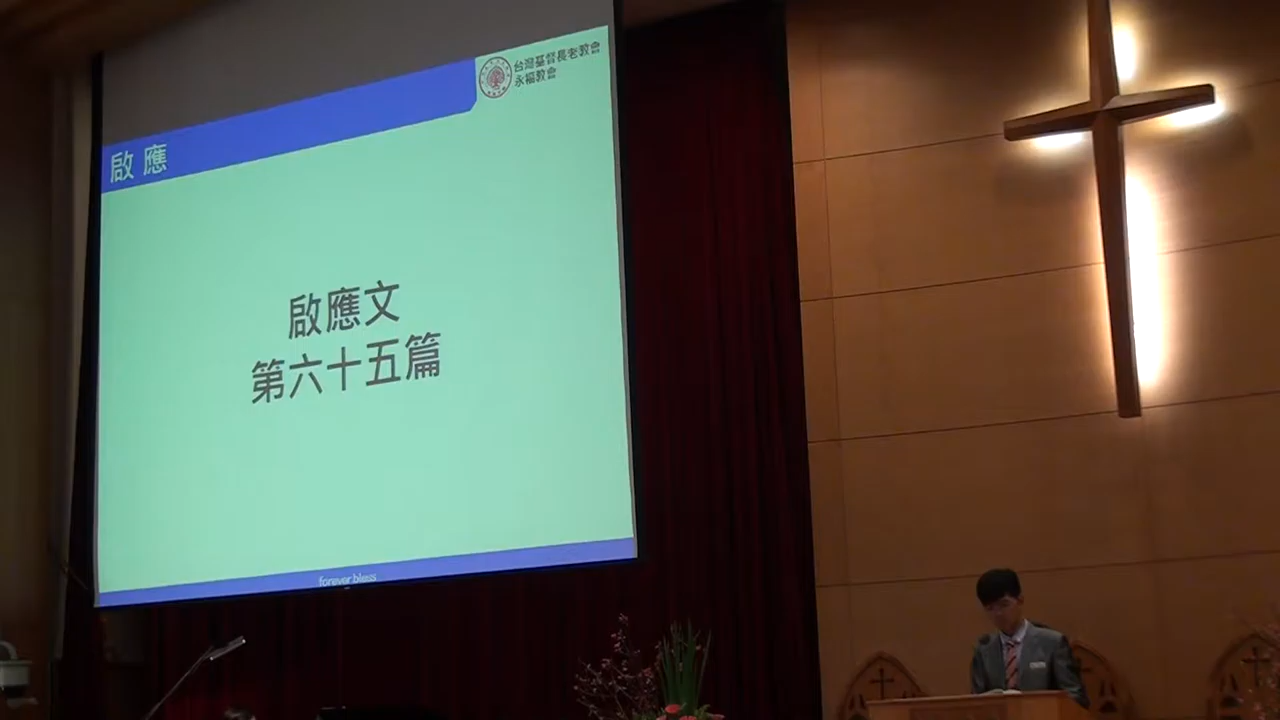 台灣基督長老教會
永福教會
啟應
啟應文
第六十五篇
forever.bless